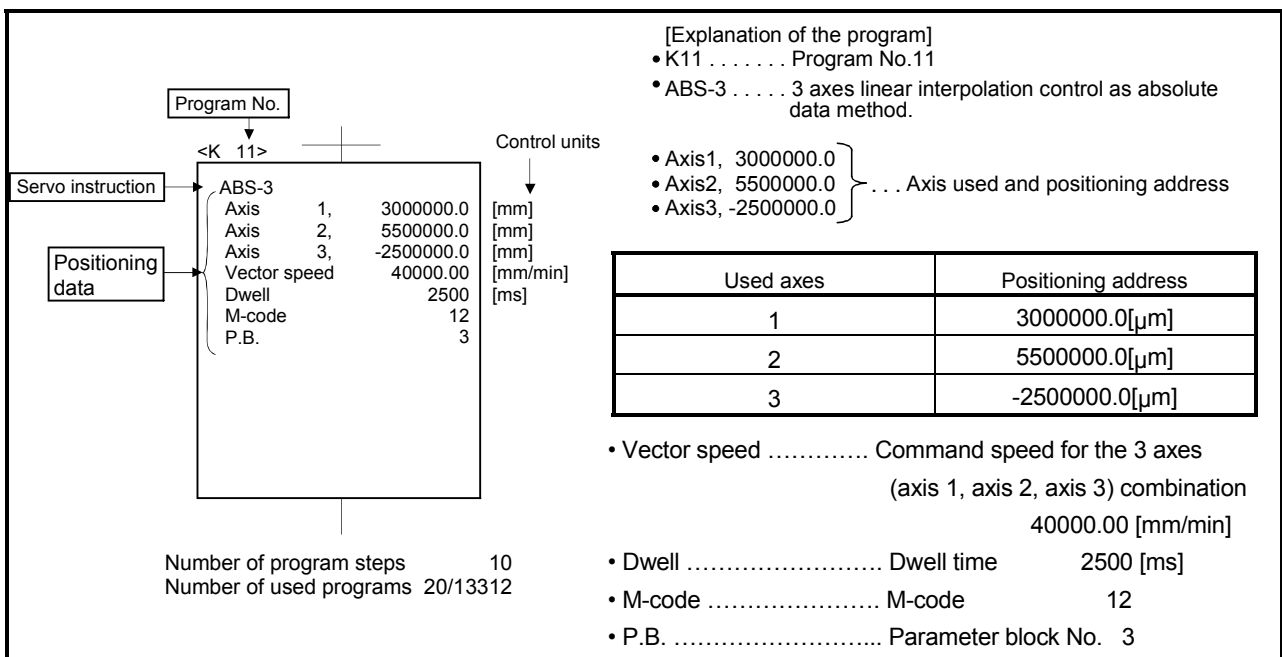 Program No.
<K 11>
Control units
Servo instruction
ABS-3
Axis 1, 3000000.0 [mm]
Axis 2, 5500000.0 [mm]
Axis 3, -2500000.0 [mm]
Vector speed 40000.00 [mm/min]
Dwell 2500 [ms]
M-code 12
P.B. 3
Positioning
data
Number of program steps 10
Number of used programs 20/13312
[Explanation of the program]
• K11 . . . . . . . Program No.11
• ABS-3 . . . . . 3 axes linear interpolation control as absolute
data method.
• Axis1, 3000000.0
• Axis2, 5500000.0
• Axis3, -2500000.0
. . . Axis used and positioning address
Used axes Positioning address
1 3000000.0[µm]
2 5500000.0[µm]
3 -2500000.0[µm]
• Vector speed …………. Command speed for the 3 axes
(axis 1, axis 2, axis 3) combination
40000.00 [mm/min]
• Dwell ……………………. Dwell time 2500 [ms]
• M-code …………………. M-code 12
• P.B. ……………………... Parameter block No. 3